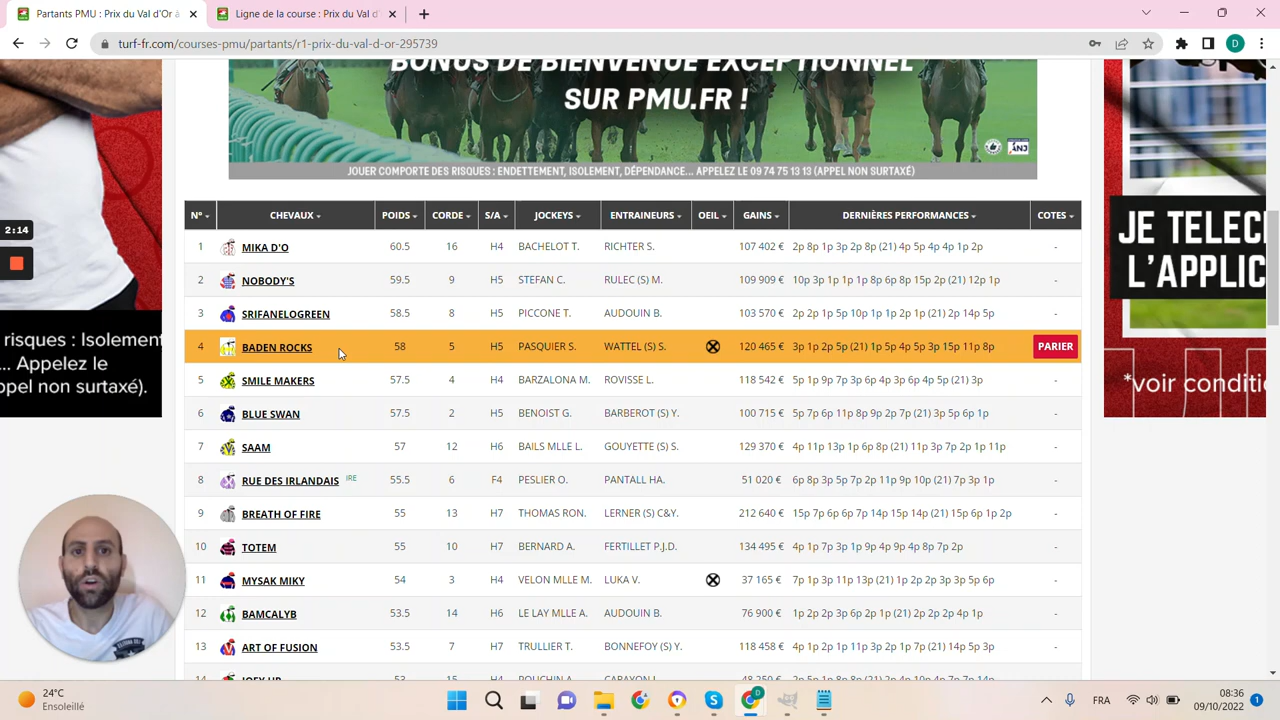 Partants PMU : Prix du Val d'Or à
Ligne de la course : Prix du Val d'
turf-fr.com/courses-pmu/partants/r1-prix-du-val-d-or-295739
D
BONUS DE BIENVENUE EXCEPTIONNEL
SUR PMU.FR !
ANJ
JOUER COMPORTE DES RISQUES : ENDETTEMENT, ISOLEMENT, DÉPENDANCE... APPELEZ LE 09 74 75 13 13 (APPEL NON SURTAXÉ)
2:14
risques : Isolement
... Appelez le
ppel non surtaxé).
JE TELEC
L'APPLIC
*voir conditi
N° CHEVAUX POIDS CORDE S/A JOCKEYS ENTRAINEURS OEIL GAINS DERNIÈRES PERFORMANCES COTES
1 MIKA D'O 60.5 16 H4 BACHELOT T. RICHTER S. 107 402 € 2p 8p 1p 3p 2p 8p (21) 4p 5p 4p 4p 1p 2p -
2 NOBODY'S 59.5 9 H5 STEFAN C. RULEC (S) M. 109 909 € 10p 3p 1p 1p 1p 8p 6p 8p 15p 2p (21) 12p 1p -
3 SRIFANELOGREEN 58.5 8 H5 PICCONE T. AUDOUIN B. 103 570 € 2p 2p 1p 5p 10p 1p 1p 2p 1p (21) 2p 14p 5p -
4 BADEN ROCKS 58 5 H5 PASQUIER S. WATTEL (S) S. 120 465 € 3p 1p 2p 5p (21) 1p 5p 4p 5p 3p 15p 11p 8p PARIER
5 SMILE MAKERS 57.5 4 H4 BARZALONA M. ROVISSE L. 118 542 € 5p 1p 9p 7p 3p 6p 4p 3p 6p 4p 5p (21) 3p -
6 BLUE SWAN 57.5 2 H5 BENOIST G. BARBEROT (S) Y. 100 715 € 5p 7p 6p 11p 8p 9p 2p 7p (21) 3p 5p 6p 1p -
7 SAAM 57 12 H6 BAILS MLLE L. GOUYETTE (S) S. 129 370 € 4p 11p 13p 1p 6p 8p (21) 11p 3p 7p 2p 1p 11p -
8 RUE DES IRLANDAIS IRE 55.5 6 F4 PESLIER O. PANTALL HA. 51 020 € 6p 8p 3p 5p 7p 2p 11p 9p 10p (21) 7p 3p 1p -
9 BREATH OF FIRE 55 13 H7 THOMAS RON. LERNER (S) C&Y. 212 640 € 15p 7p 6p 6p 7p 14p 15p 14p (21) 15p 6p 1p 2p -
10 TOTEM 55 10 H7 BERNARD A. FERTILLET P.J.D. 134 495 € 4p 1p 7p 3p 1p 9p 4p 9p 4p 8p 7p 2p -
11 MYSAK MIKY 54 3 H4 VELON MLLE M. LUKA V. 37 165 € 7p 1p 3p 11p 13p (21) 1p 2p 2p 3p 3p 5p 6p -
12 BAMCALYB 53.5 14 H6 LE LAY MLLE A. AUDOUIN B. 76 900 € 1p 2p 2p 3p 6p 2p 1p (21) 2p 2p 2p 4p 1p -
13 ART OF FUSION 53.5 7 H7 TRULLIER T. BONNEFOY (S) Y. 118 458 € 4p 1p 2p 1p 11p 3p 2p 7p (21) 14p 5p 3p -
24°C
Ensoleillé
FRA
08:36
09/10/2022
1